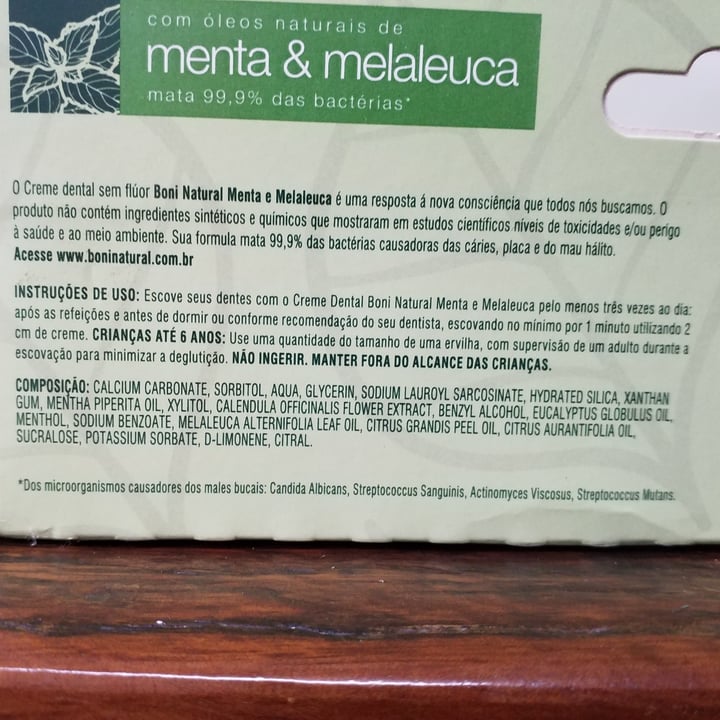 com óleos naturais de
menta & melaleuca
mata 99,9% das bactérias*
O Creme dental sem flúor Boni Natural Menta e Melaleuca é uma resposta á nova consciência que todos nós buscamos. O
produto não contém ingredientes sintéticos e químicos que mostraram em estudos científicos níveis de toxicidades e/ou perigo
à saúde e ao meio ambiente. Sua formula mata 99,9% das bactérias causadoras das cáries, placa e do mau hálito.
Acesse www.boninatural.com.br
INSTRUÇÕES DE USO: Escove seus dentes com o Creme Dental Boni Natural Menta e Melaleuca pelo menos três vezes ao dia:
após as refeições e antes de dormir ou conforme recomendação do seu dentista, escovando no mínimo por 1 minuto utilizando 2
cm de creme. CRIANÇAS ATÉ 6 ANOS: Use uma quantidade do tamanho de uma ervilha, com supervisão de um adulto durante a
escovação para minimizar a deglutição. NÃO INGERIR. MANTER FORA DO ALCANCE DAS CRIANÇAS.
COMPOSIÇÃO: CALCIUM CARBONATE, SORBITOL, AQUA, GLYCERIN, SODIUM LAUROYL SARCOSINATE, HYDRATED SILICA, XANTHAN
GUM, MENTHA PIPERITA OIL, XYLITOL, CALENDULA OFFICINALIS FLOWER EXTRACT, BENZYL ALCOHOL, EUCALYPTUS GLOBULUS OIL,
MENTHOL, SODIUM BENZOATE, MELALEUCA ALTERNIFOLIA LEAF OIL, CITRUS GRANDIS PEEL OIL, CITRUS AURANTIFOLIA OIL,
SUCRALOSE, POTASSIUM SORBATE, D-LIMONENE, CITRAL.
*Dos microorganismos causadores dos males bucais: Candida Albicans, Streptococcus Sanguinis, Actinomyces Viscosus, Streptococcus Mutans.